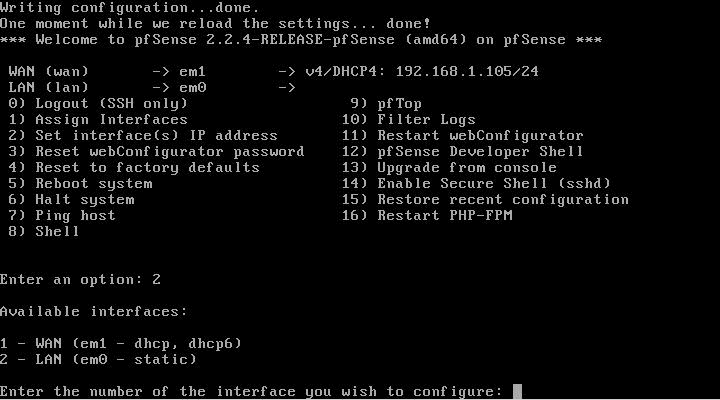 Writing configuration...done.
One moment while we reload the settings... done!
*** Welcome to pfSense 2.2.4-RELEASE-pfSense (amd64) on pfSense ***
WAN (wan) -> em1 -> v4/DHCP4: 192.168.1.105/24
LAN (lan) -> em0 ->
0) Logout (SSH only) 9) pfTop
1) Assign Interfaces 10) Filter Logs
2) Set interface(s) IP address 11) Restart webConfigurator
3) Reset webConfigurator password 12) pfSense Developer Shell
4) Reset to factory defaults 13) Upgrade from console
5) Reboot system 14) Enable Secure Shell (sshd)
6) Halt system 15) Restore recent configuration
7) Ping host 16) Restart PHP-FPM
8) Shell
Enter an option: 2
Available interfaces:
1 - WAN (em1 - dhcp, dhcp6)
2 - LAN (em0 - static)
Enter the number of the interface you wish to configure: